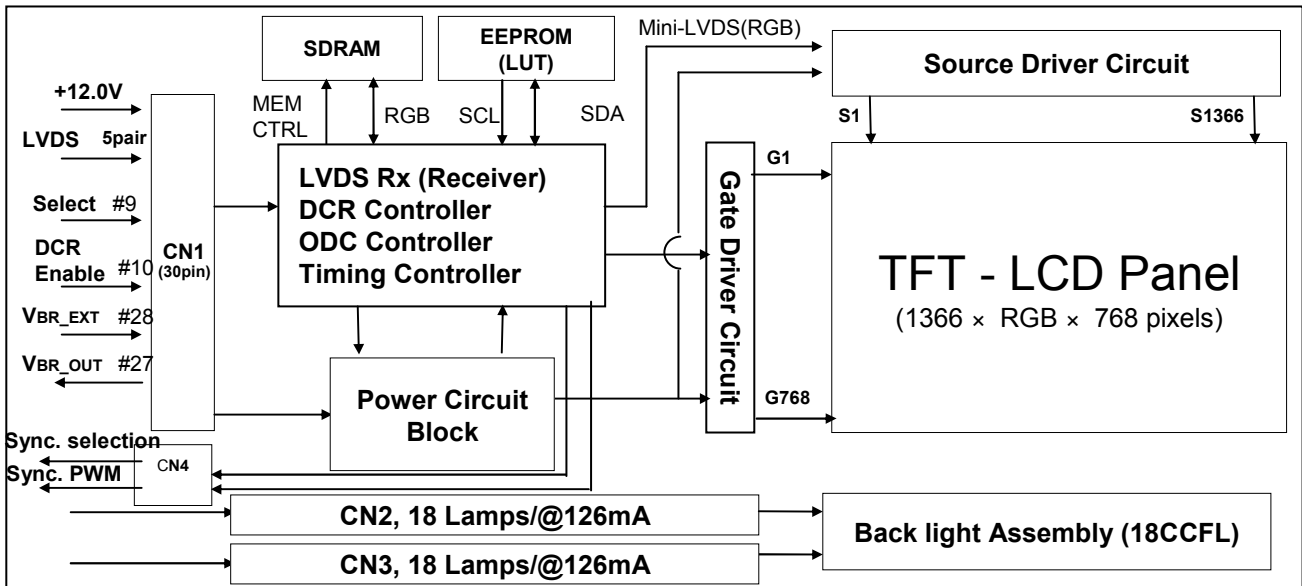 SDRAM
EEPROM
(LUT)
Mini-LVDS(RGB)
Source Driver Circuit
+12.0V
MEM
CTRL
RGB
SCL
SDA
S1
S1366
LVDS 5pair
G1
LVDS Rx (Receiver)
DCR Controller
ODC Controller
Timing Controller
Select #9
CN1
(30pin)
DCR
Enable #10
Gate Driver Circuit
TFT - LCD Panel
(1366 × RGB × 768 pixels)
VBR_EXT #28
VBR_OUT #27
Power Circuit
Block
G768
Sync. selection
Sync. PWM
CN4
CN2, 18 Lamps/@126mA
Back light Assembly (18CCFL)
CN3, 18 Lamps/@126mA